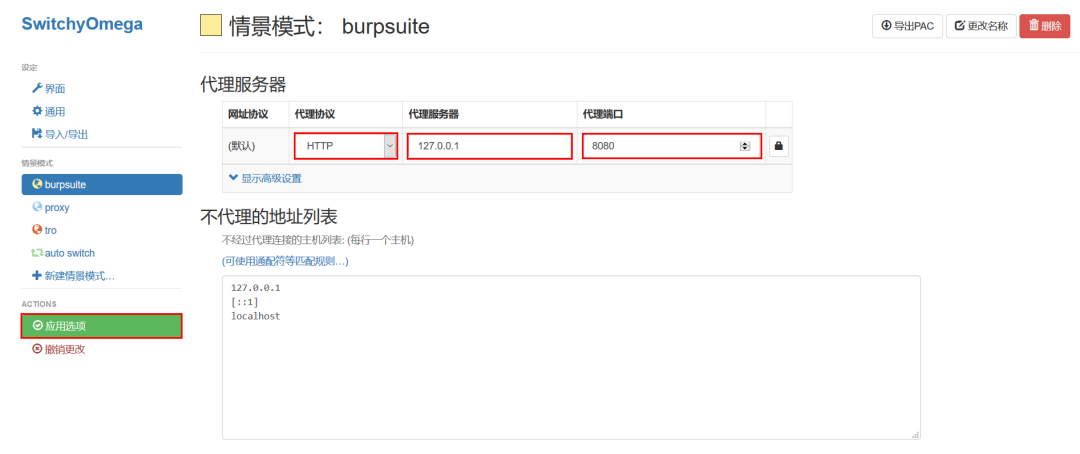 SwitchyOmega
设定
界面
通用
导入/导出
情景模式
burpsuite
proxy
tro
auto switch
新建情景模式…
ACTIONS
应用选项
撤销更改
情景模式： burpsuite
导出PAC 更改名称 删除
代理服务器
网址协议 代理协议 代理服务器 代理端口
(默认) HTTP 127.0.0.1 8080
显示高级设置
不代理的地址列表
不经过代理连接的主机列表: (每行一个主机)
(可使用通配符等匹配规则…)
127.0.0.1
[::1]
localhost